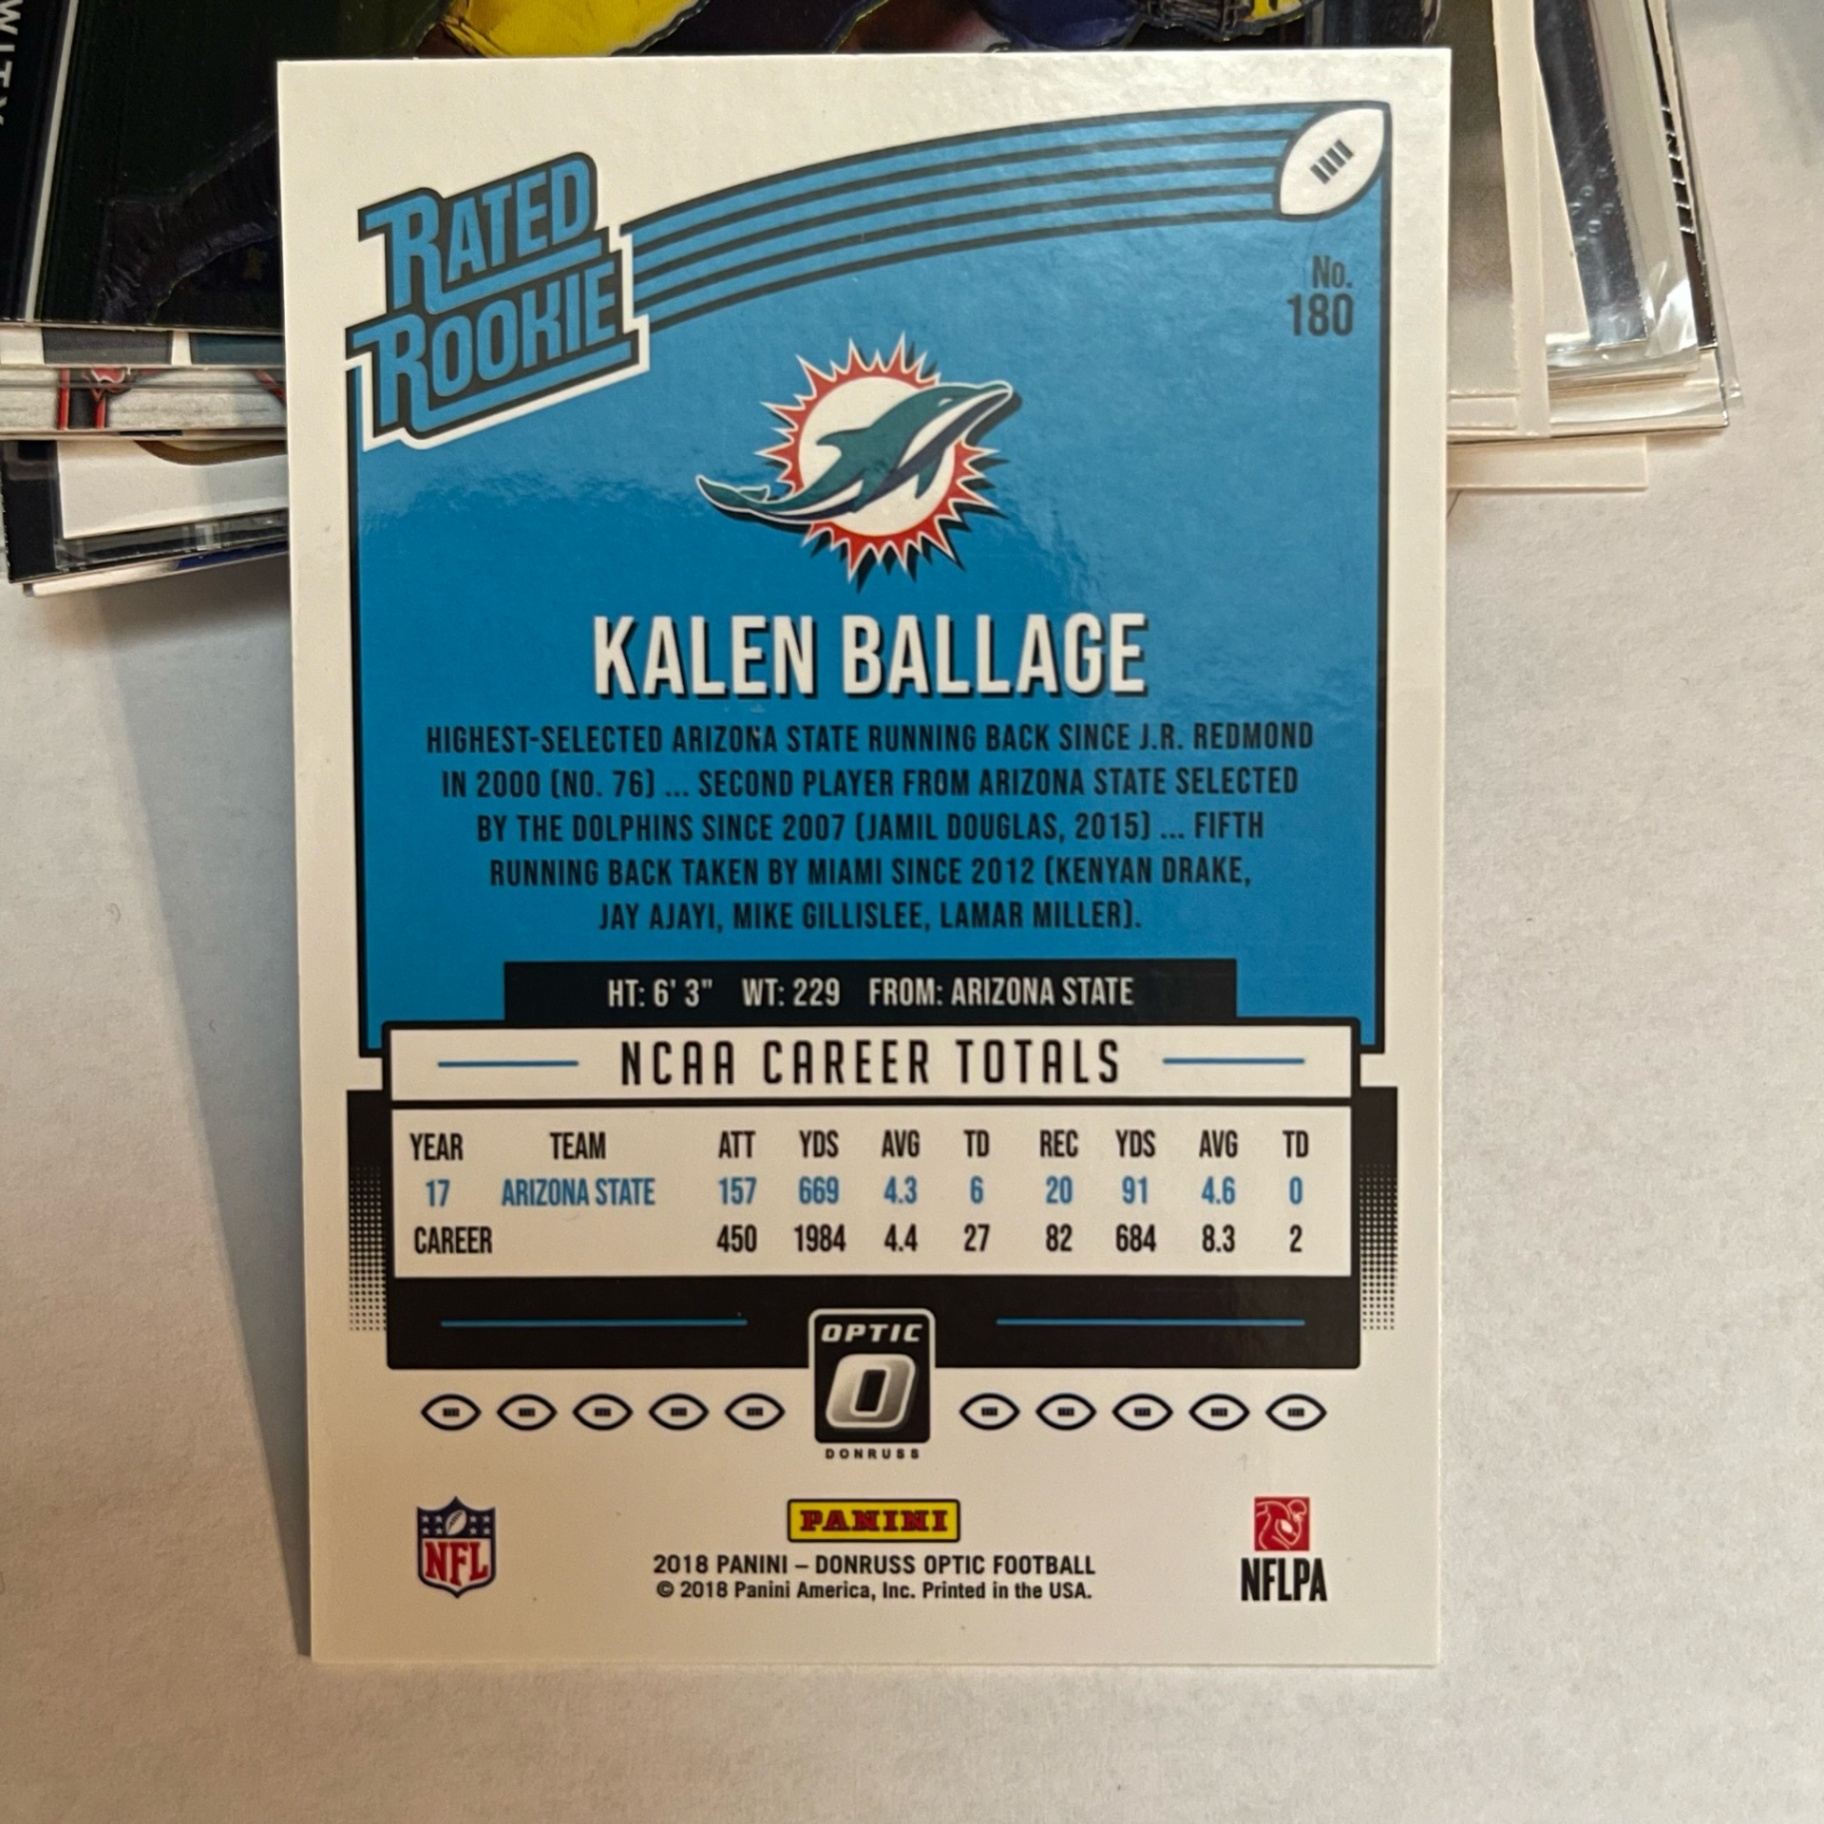 RATED
ROOKIE
No.
180
KALEN BALLAGE
HIGHEST-SELECTED ARIZONA STATE RUNNING BACK SINCE J.R. REDMOND
IN 2000 (NO. 76) ... SECOND PLAYER FROM ARIZONA STATE SELECTED
BY THE DOLPHINS SINCE 2007 (JAMIL DOUGLAS, 2015) ... FIFTH
RUNNING BACK TAKEN BY MIAMI SINCE 2012 (KENYAN DRAKE,
JAY AJAYI, MIKE GILLISLEE, LAMAR MILLER).
HT: 6' 3" WT: 229 FROM: ARIZONA STATE
NCAA CAREER TOTALS
YEAR TEAM ATT YDS AVG TD REC YDS AVG TD
17 ARIZONA STATE 157 669 4.3 6 20 91 4.6 0
CAREER 450 1984 4.4 27 82 684 8.3 2
OPTIC
O
DONRUSS
NFL
PANINI
2018 PANINI – DONRUSS OPTIC FOOTBALL
© 2018 Panini America, Inc. Printed in the USA.
NFLPA